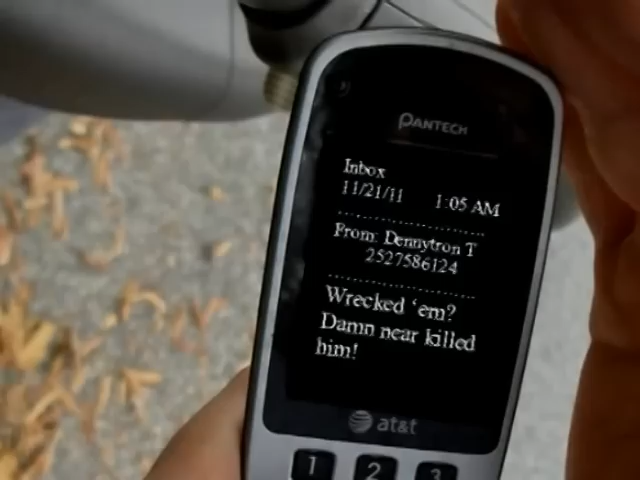 PANTECH
Inbox
11/21/11 1:05 AM
From: Dennytron T
2527586124
Wrecked 'em?
Damn near killed
him!
at&t
1 2 3